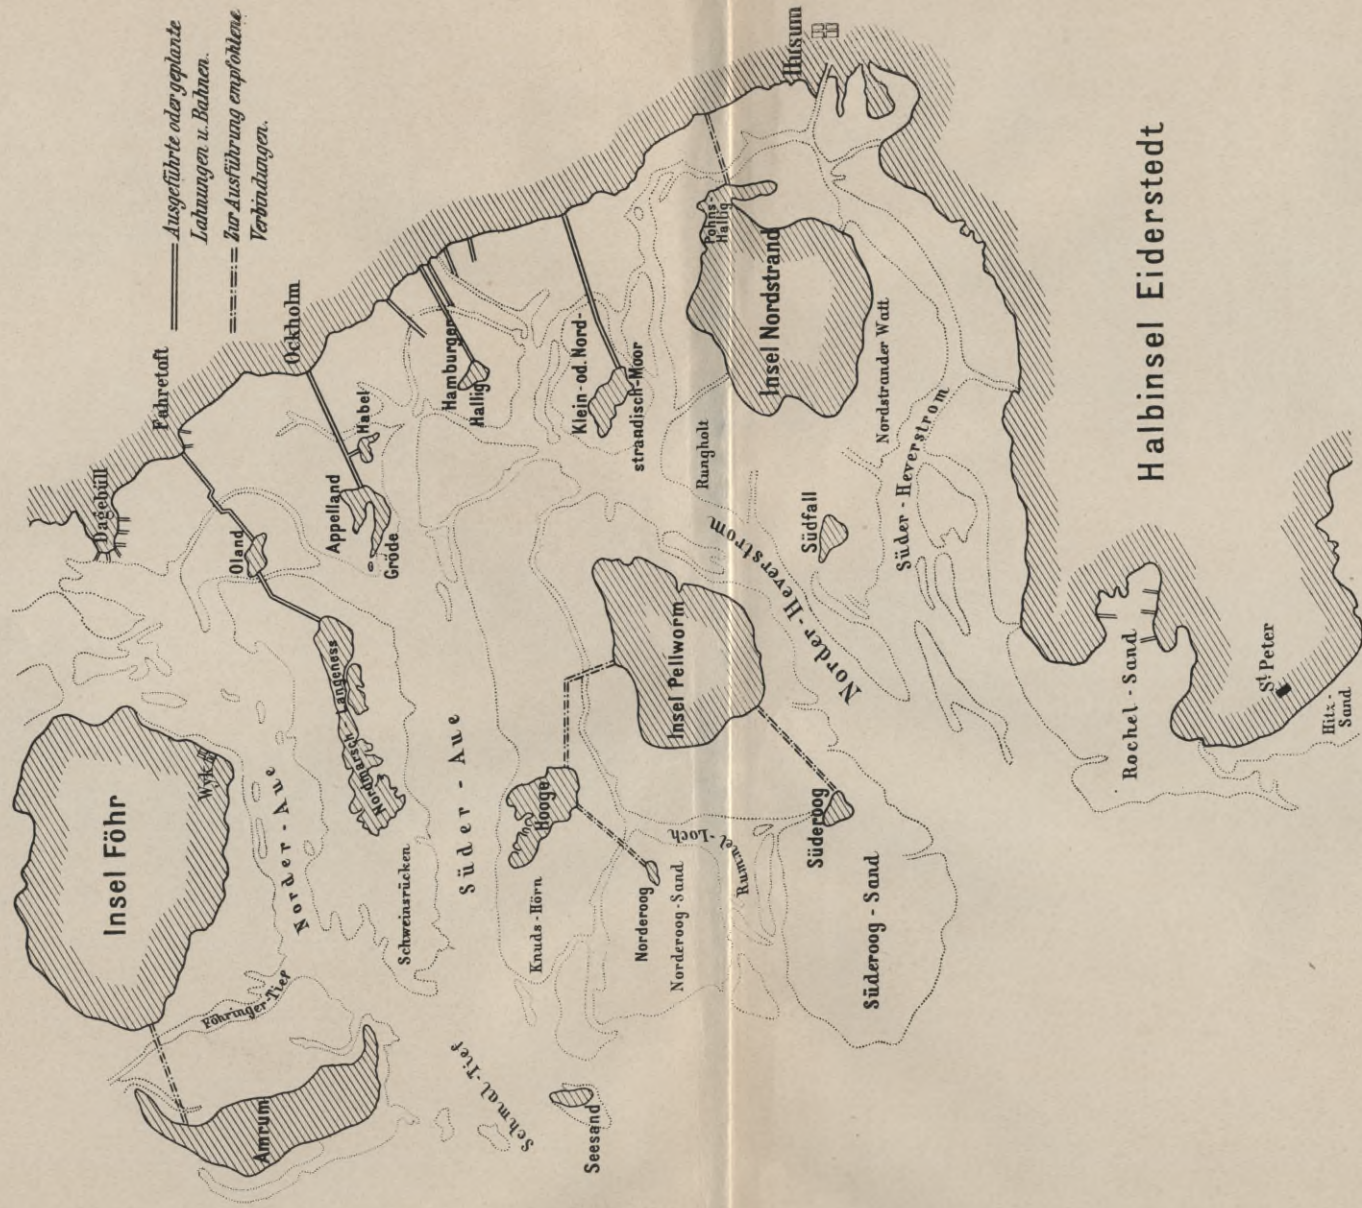 Ausgeführte oder geplante
Lahnungen u. Bahnen.
Zur Ausführung empfohlene
Verbindungen.
Insel Föhr
Wyk
Dagebüll
Fahretoft
Ockholm
Amrum
Föhringer-Tief
Norder-Aue
Oland
Langeness
Nordmarsch-
Appelland
Gröde
Habel
Hamburger
Hallig
Schweinsrücken
Süder-Aue
Schmal-Tief
Seesand
Knuds-Hörn
Hooge
Norderoog
Norderoog-Sand
Rummel-Loch
Klein- od. Nord-
strandisch-Moor
Rungholt
Insel Pellworm
Norder-Heverstrom
Pohns-
Hallig
Insel Nordstrand
Husum
Nordstrander Watt
Südfall
Süder-Heverstrom
Süderoog
Süderoog-Sand
Halbinsel Eiderstedt
Rochel-Sand
St. Peter
Hitz-
Sand